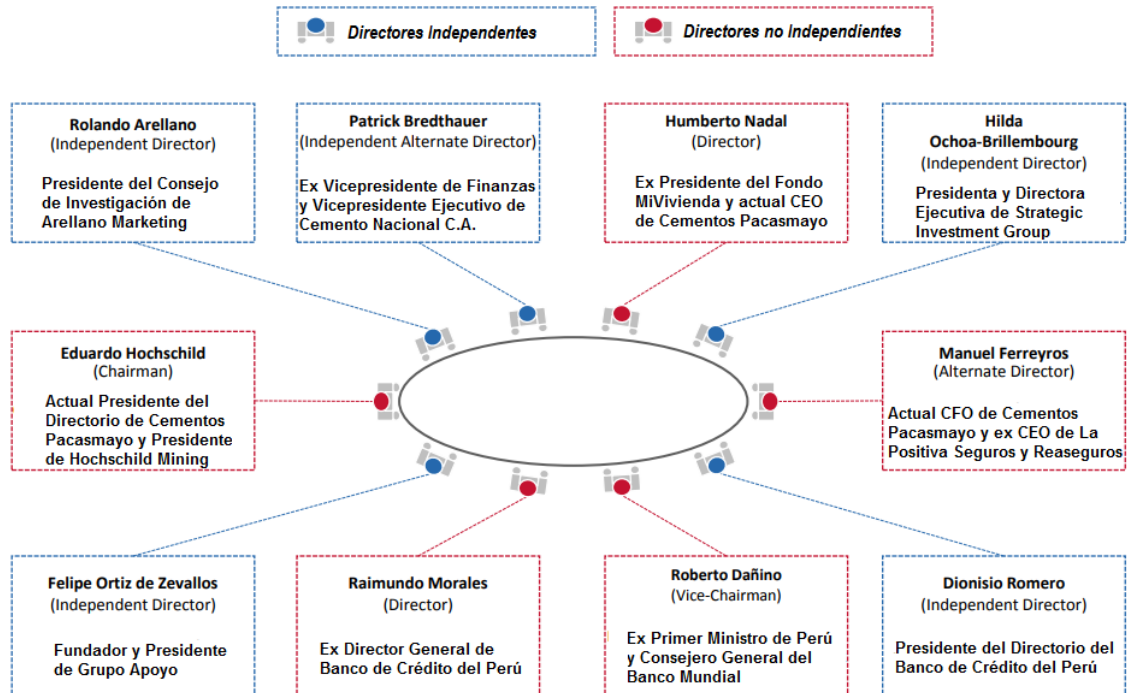 Directores Independentes
Directores no Independientes
Rolando Arellano
(Independent Director)
Presidente del Consejo
de Investigación de
Arellano Marketing
Patrick Bredthauer
(Independent Alternate Director)
Ex Vicepresidente de Finanzas
y Vicepresidente Ejecutivo de
Cemento Nacional C.A.
Humberto Nadal
(Director)
Ex Presidente del Fondo
MiVivienda y actual CEO
de Cementos Pacasmayo
Hilda
Ochoa-Brillembourg
(Independent Director)
Presidenta y Directora
Ejecutiva de Strategic
Investment Group
Eduardo Hochschild
(Chairman)
Actual Presidente del
Directorio de Cementos
Pacasmayo y Presidente
de Hochschild Mining
Manuel Ferreyros
(Alternate Director)
Actual CFO de Cementos
Pacasmayo y ex CEO de La
Positiva Seguros y Reaseguros
Felipe Ortiz de Zevallos
(Independent Director)
Fundador y Presidente
de Grupo Apoyo
Raimundo Morales
(Director)
Ex Director General de
Banco de Crédito del Perú
Roberto Dañino
(Vice-Chairman)
Ex Primer Ministro de Perú
y Consejero General del
Banco Mundial
Dionisio Romero
(Independent Director)
Presidente del Directorio del
Banco de Crédito del Perú